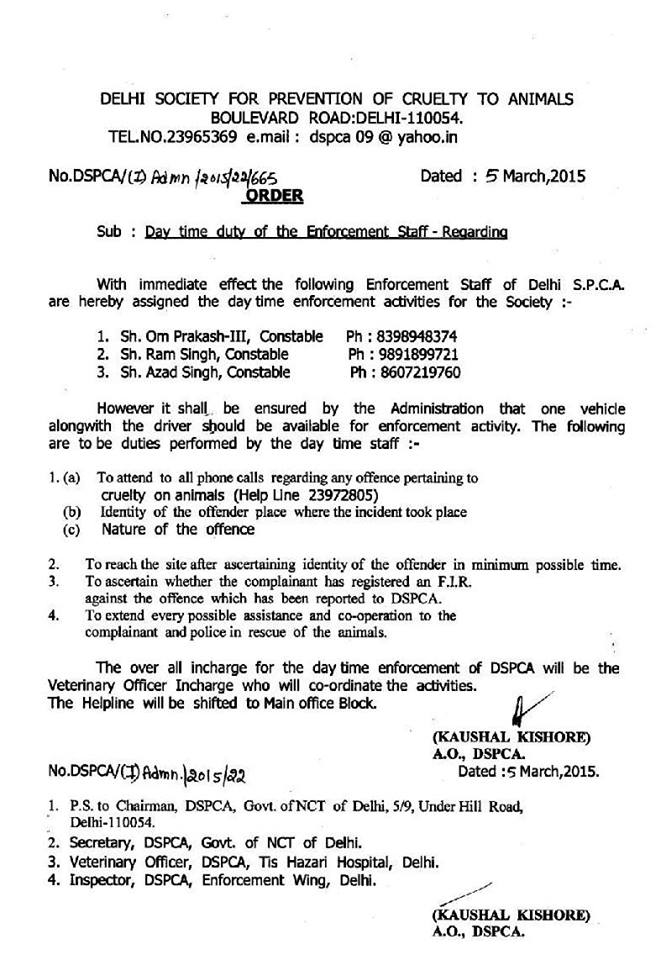 DELHI SOCIETY FOR PREVENTION OF CRUELTY TO ANIMALS
BOULEVARD ROAD:DELHI-110054.
TEL.NO.23965369 e.mail : dspca 09 @ yahoo.in
No.DSPCA/(I) Admn /2015/22/665 Dated : 5 March,2015
ORDER
Sub : Day time duty of the Enforcement Staff - Regarding
With immediate effect the following Enforcement Staff of Delhi S.P.C.A.
are hereby assigned the day time enforcement activities for the Society :-
1. Sh. Om Prakash-III, Constable Ph : 8398948374
2. Sh. Ram Singh, Constable Ph : 9891899721
3. Sh. Azad Singh, Constable Ph : 8607219760
However it shall be ensured by the Administration that one vehicle
alongwith the driver should be available for enforcement activity. The following
are to be duties performed by the day time staff :-
1. (a) To attend to all phone calls regarding any offence pertaining to
cruelty on animals (Help Line 23972805)
(b) Identity of the offender place where the incident took place
(c) Nature of the offence
2. To reach the site after ascertaining identity of the offender in minimum possible time.
3. To ascertain whether the complainant has registered an F.I.R.
against the offence which has been reported to DSPCA.
4. To extend every possible assistance and co-operation to the
complainant and police in rescue of the animals.
The over all incharge for the day time enforcement of DSPCA will be the
Veterinary Officer Incharge who will co-ordinate the activities.
The Helpline will be shifted to Main office Block.
(KAUSHAL KISHORE)
A.O., DSPCA.
No.DSPCA/(I) Admn.\2015/22 Dated :5 March,2015.
1. P.S. to Chairman, DSPCA, Govt. of NCT of Delhi, 5/9, Under Hill Road,
Delhi-110054.
2. Secretary, DSPCA, Govt. of NCT of Delhi.
3. Veterinary Officer, DSPCA, Tis Hazari Hospital, Delhi.
4. Inspector, DSPCA, Enforcement Wing, Delhi.
(KAUSHAL KISHORE)
A.O., DSPCA.